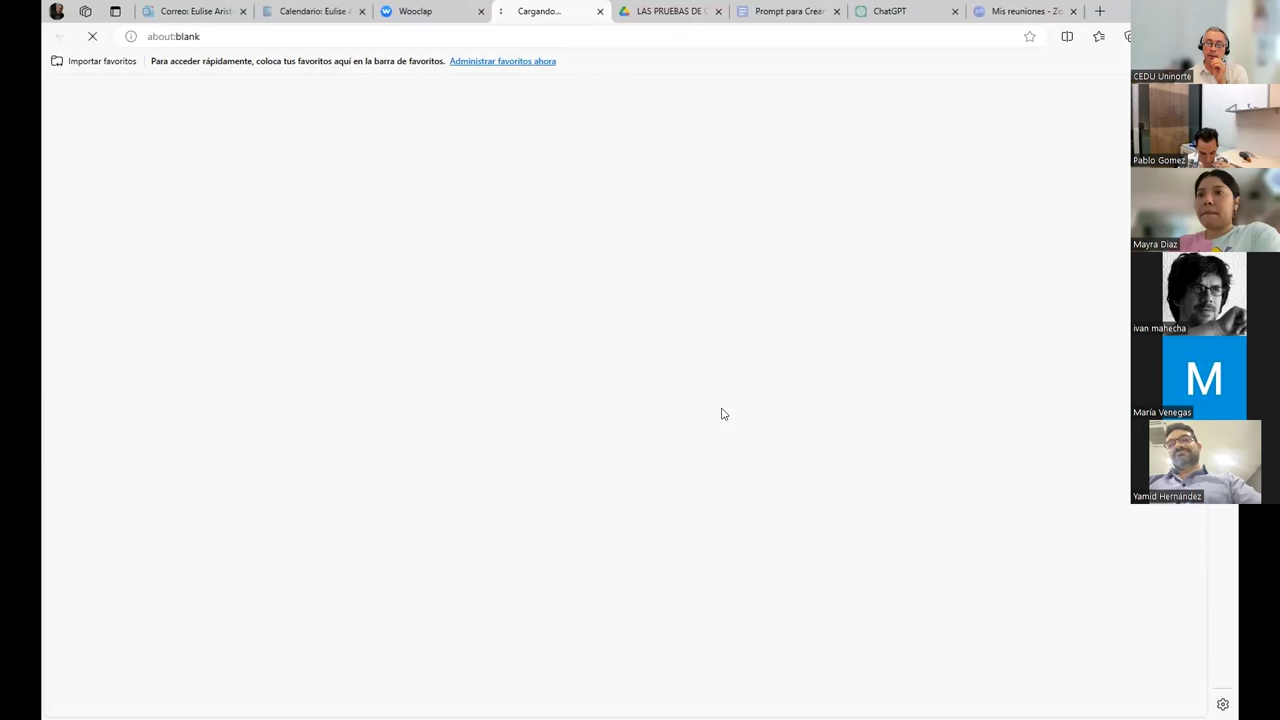 Correo: Eulise Aris
Calendario: Eulise A
Wooclap
Cargando...
LAS PRUEBAS DE C
Prompt para Crear
ChatGPT
Mis reuniones - Zo
about:blank
Importar favoritos
Para acceder rápidamente, coloca tus favoritos aquí en la barra de favoritos. Administrar favoritos ahora
CEDU Uninorte
Pablo Gomez
Mayra Diaz
ivan mahecha
M
María Venegas
Yamid Hernández